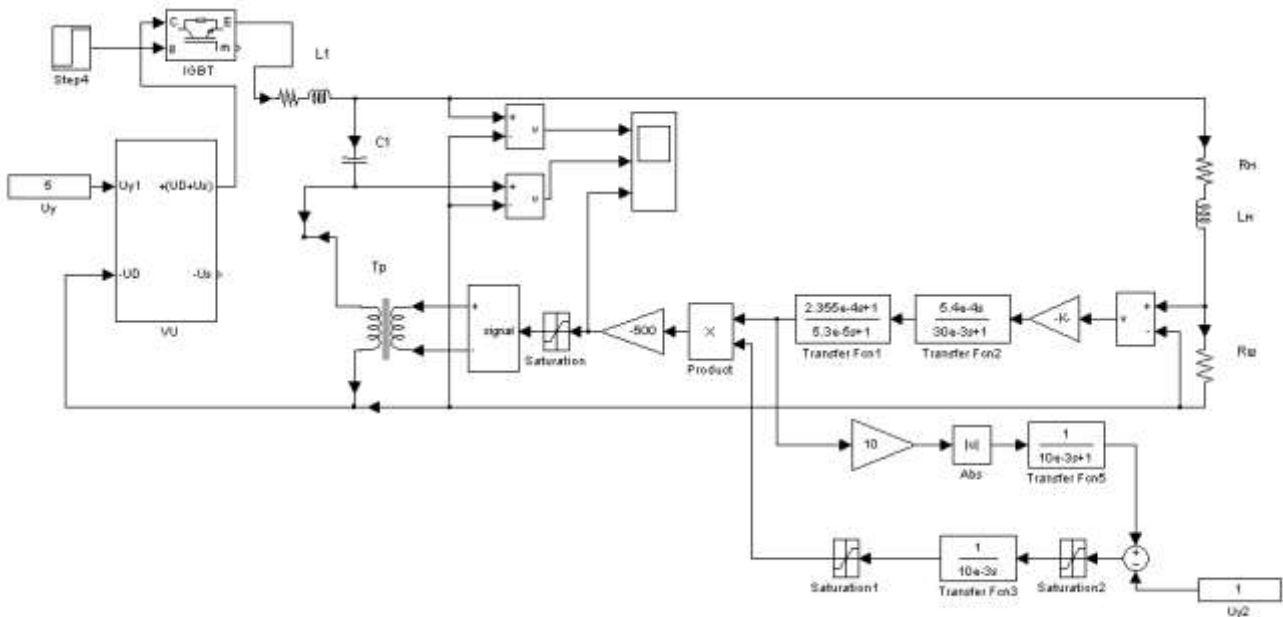 C E
g m
IGBT
Step4
L1
Uy1 +(UD+Us)
-UD -Us
VU
5
Uy
C1
+
-
v
+
-
v
Rн
Lн
Rш
Tp
+
signal
-
Saturation
-500
×
Product
2.355e-4s+1
5.3e-5s+1
Transfer Fcn1
5.4e-4s
30e-3s+1
Transfer Fcn2
-K-
+
v
-
10
|u|
Abs
1
10e-3s+1
Transfer Fcn5
Saturation1
1
10e-3s
Transfer Fcn3
Saturation2
+
-
1
Uy2